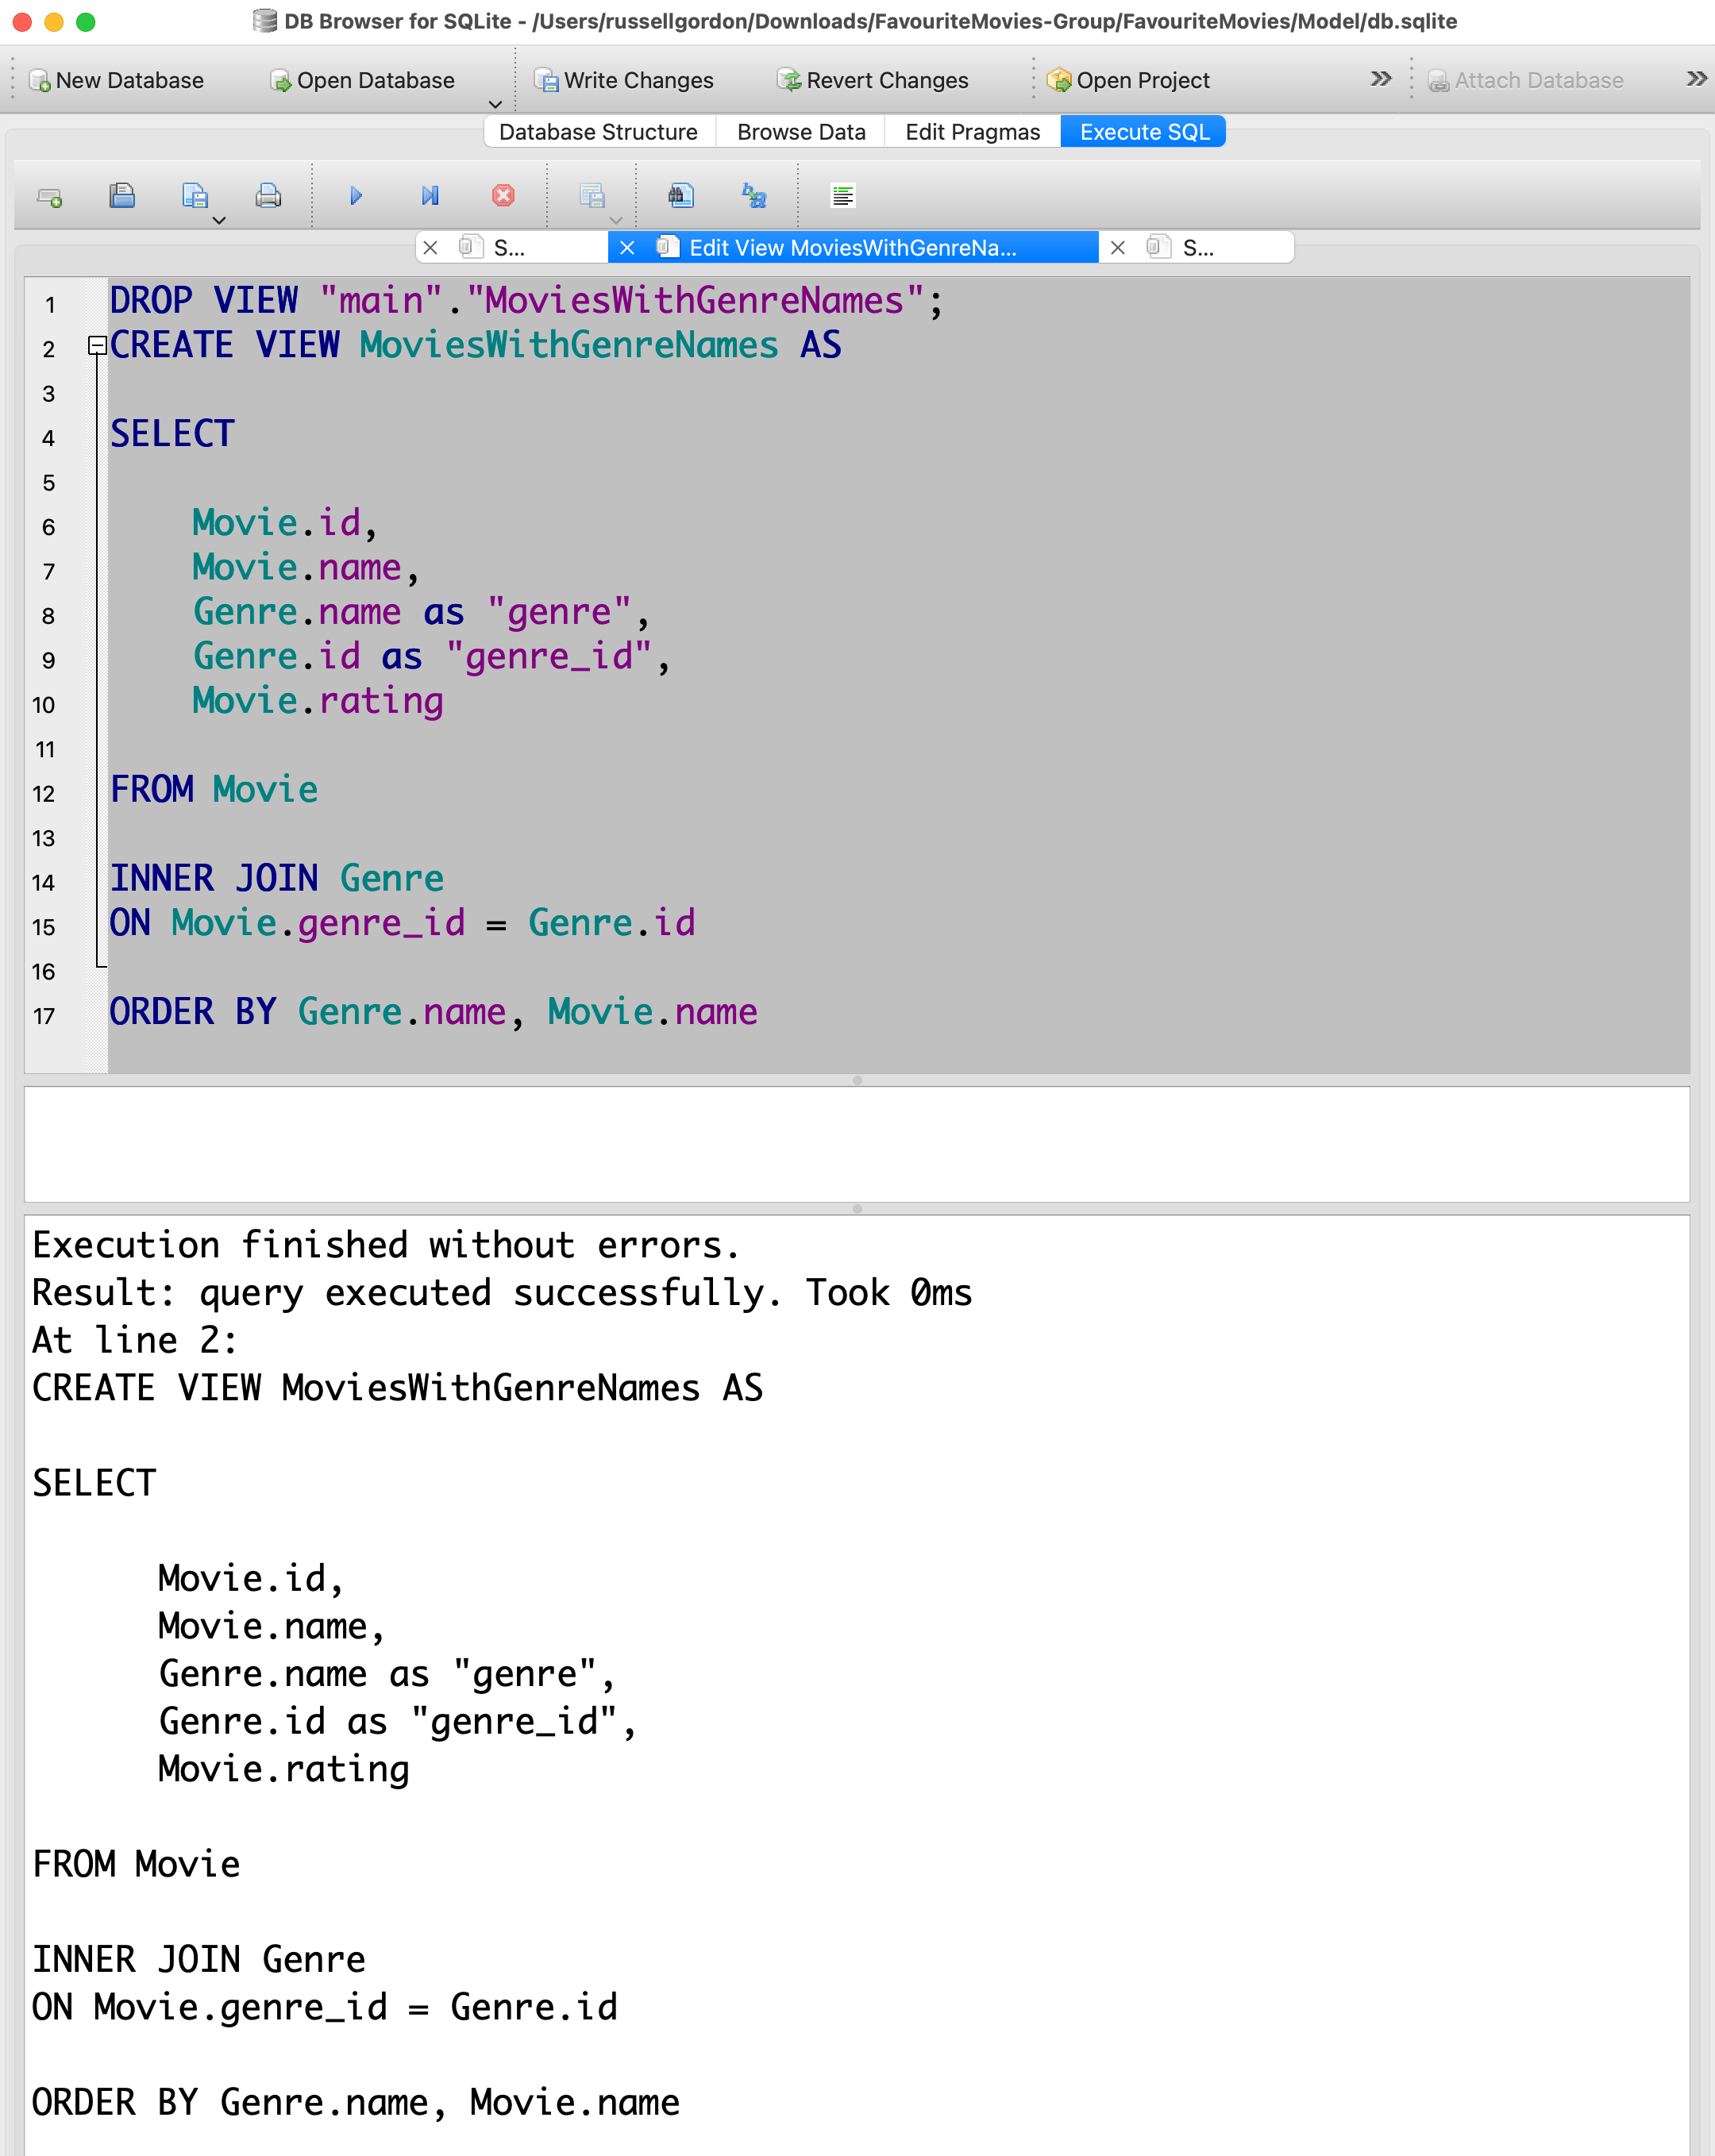 DB Browser for SQLite - /Users/russellgordon/Downloads/FavouriteMovies-Group/FavouriteMovies/Model/db.sqlite
New Database Open Database Write Changes Revert Changes Open Project » Attach Database »
Database Structure Browse Data Edit Pragmas Execute SQL
S... Edit View MoviesWithGenreNa... S...
1 DROP VIEW "main"."MoviesWithGenreNames";
2 CREATE VIEW MoviesWithGenreNames AS
3
4 SELECT
5
6 Movie.id,
7 Movie.name,
8 Genre.name as "genre",
9 Genre.id as "genre_id",
10 Movie.rating
11
12 FROM Movie
13
14 INNER JOIN Genre
15 ON Movie.genre_id = Genre.id
16
17 ORDER BY Genre.name, Movie.name
Execution finished without errors.
Result: query executed successfully. Took 0ms
At line 2:
CREATE VIEW MoviesWithGenreNames AS
SELECT
Movie.id,
Movie.name,
Genre.name as "genre",
Genre.id as "genre_id",
Movie.rating
FROM Movie
INNER JOIN Genre
ON Movie.genre_id = Genre.id
ORDER BY Genre.name, Movie.name